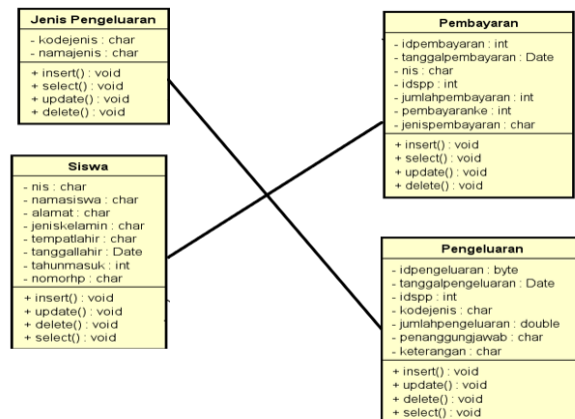 Jenis Pengeluaran
- kodejenis : char
- namajenis : char
+ insert() : void
+ select() : void
+ update() : void
+ delete() : void
Siswa
- nis : char
- namasiswa : char
- alamat : char
- jeniskelamin : char
- tempatlahir : char
- tanggallahir : Date
- tahunmasuk : int
- nomorhp : char
+ insert() : void
+ update() : void
+ delete() : void
+ select() : void
Pembayaran
- idpembayaran : int
- tanggalpembayaran : Date
- nis : char
- idspp : int
- jumlahpembayaran : int
- pembayaranke : int
- jenispembayaran : char
+ insert() : void
+ select() : void
+ update() : void
+ delete() : void
Pengeluaran
- idpengeluaran : byte
- tanggalpengeluaran : Date
- idspp : int
- kodejenis : char
- jumlahpengeluaran : double
- penanggungjawab : char
- keterangan : char
+ insert() : void
+ update() : void
+ delete() : void
+ select() : void